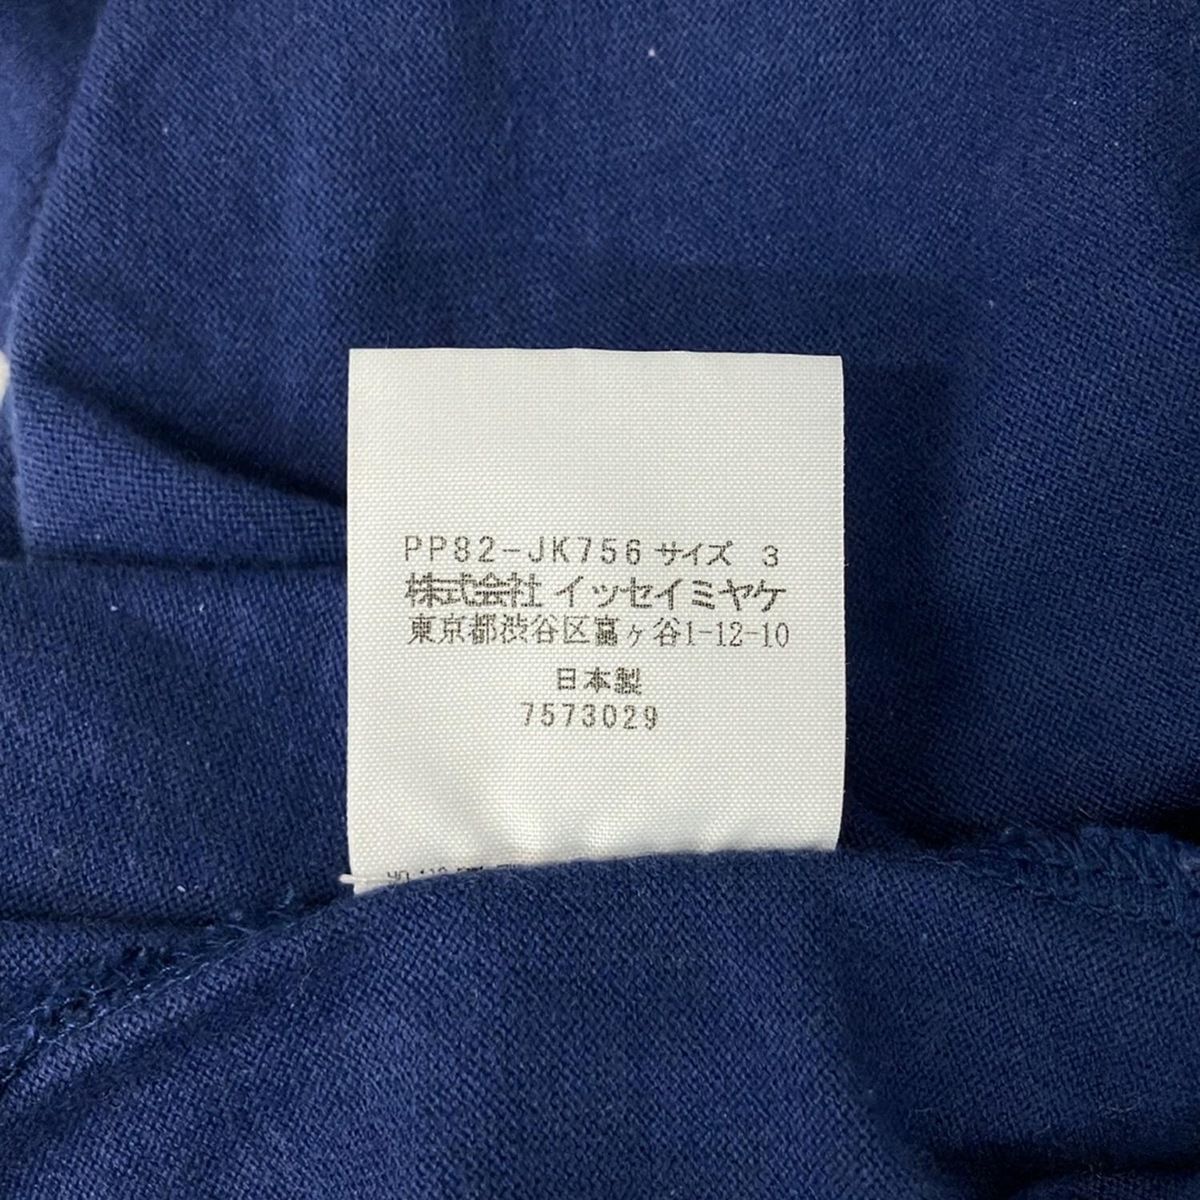 PP82-JK756 サイズ 3
株式会社 イッセイミヤケ
東京都渋谷区富ヶ谷1-12-10
日本製
7573029